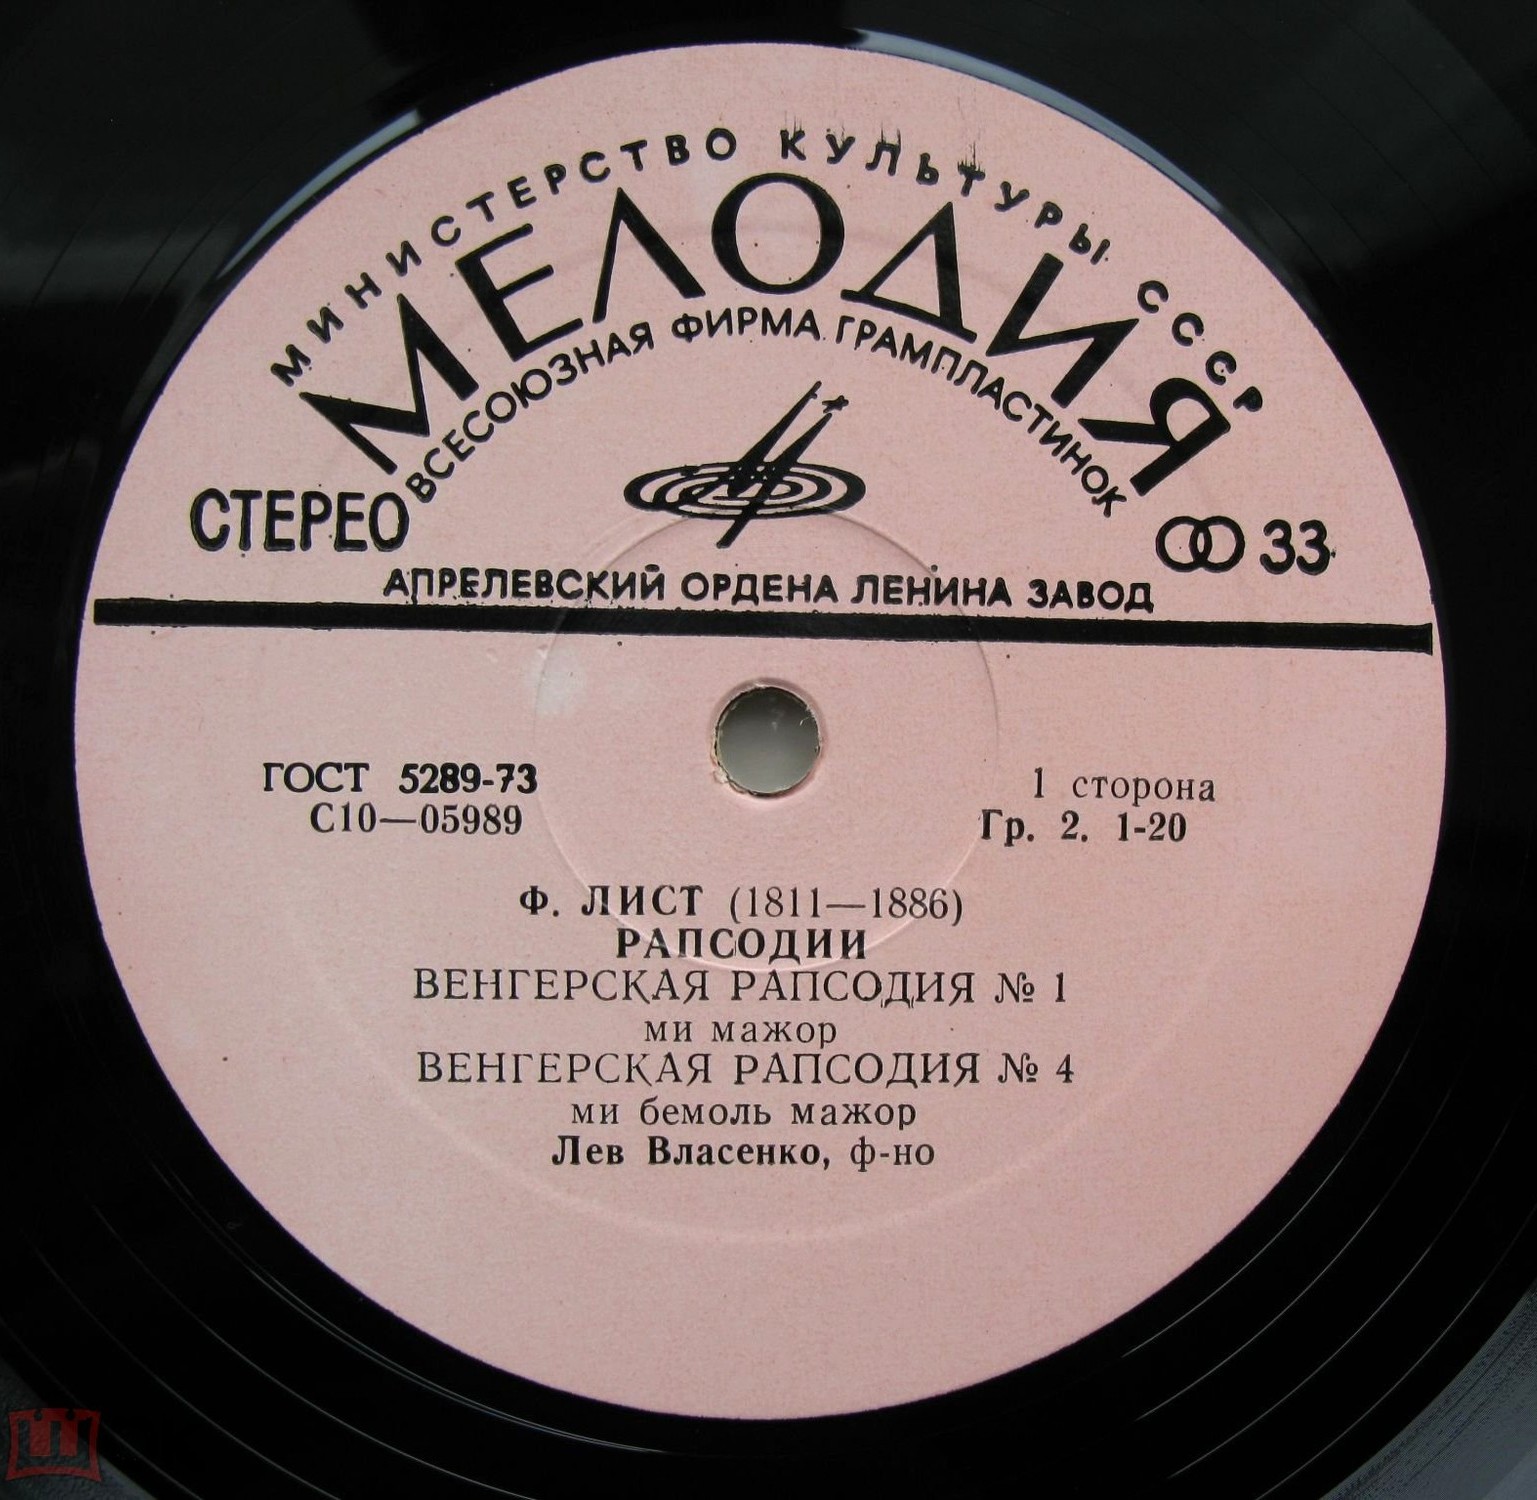 МИНИСТЕРСТВО КУЛЬТУРЫ СССР
МЕЛОДИЯ
ВСЕСОЮЗНАЯ ФИРМА ГРАМПЛАСТИНОК
СТЕРЕО
33
АПРЕЛЕВСКИЙ ОРДЕНА ЛЕНИНА ЗАВОД
ГОСТ 5289-73
С10—05989
1 сторона
Гр. 2. 1-20
Ф. ЛИСТ (1811—1886)
РАПСОДИИ
ВЕНГЕРСКАЯ РАПСОДИЯ № 1
ми мажор
ВЕНГЕРСКАЯ РАПСОДИЯ № 4
ми бемоль мажор
Лев Власенко, ф-но